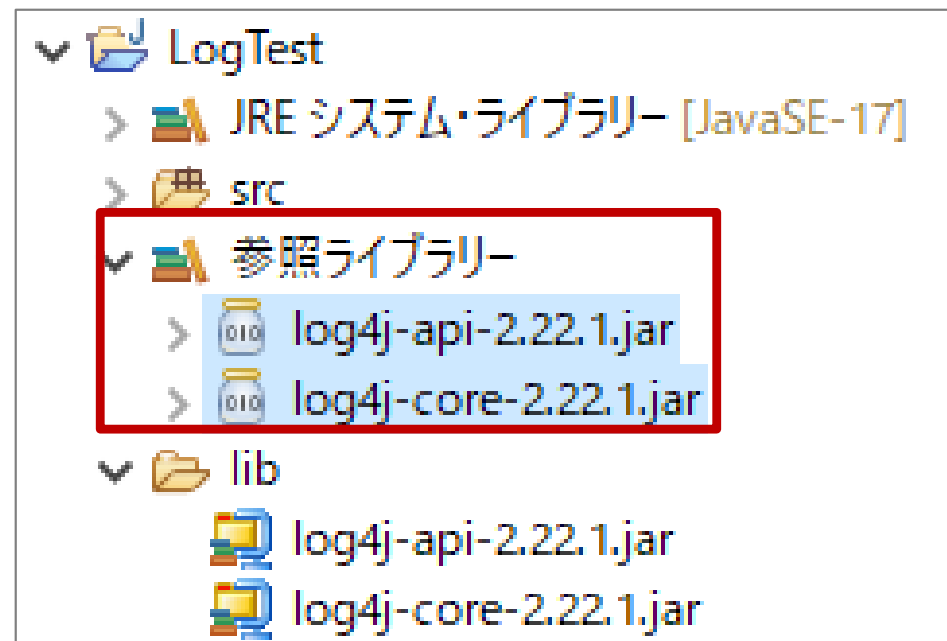 LogTest
JRE システム・ライブラリー [JavaSE-17]
src
参照ライブラリー
010 log4j-api-2.22.1.jar
010 log4j-core-2.22.1.jar
lib
log4j-api-2.22.1.jar
log4j-core-2.22.1.jar